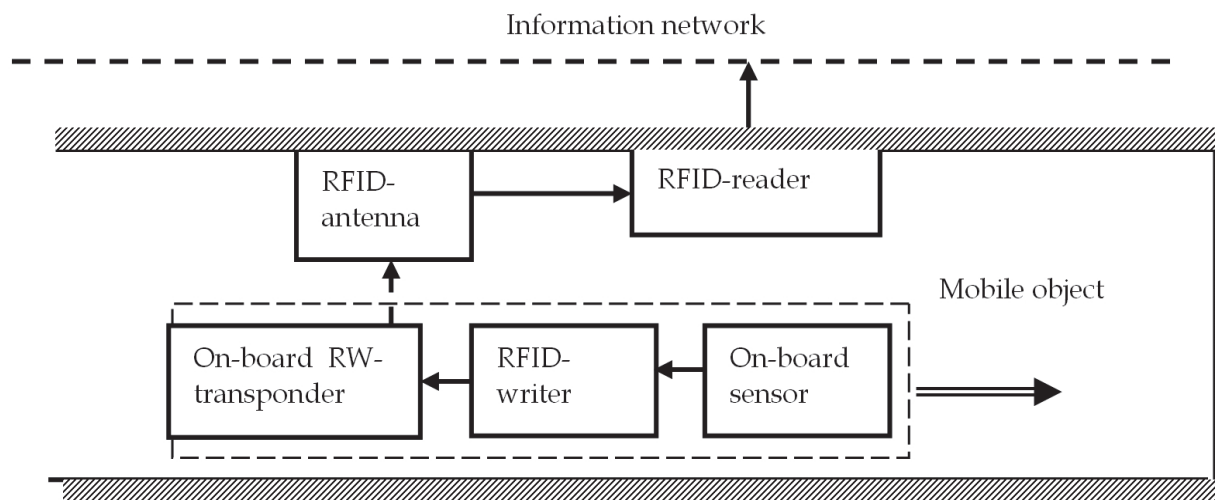 Information network
RFID-
antenna
RFID-reader
Mobile object
On-board RW-
transponder
RFID-
writer
On-board
sensor